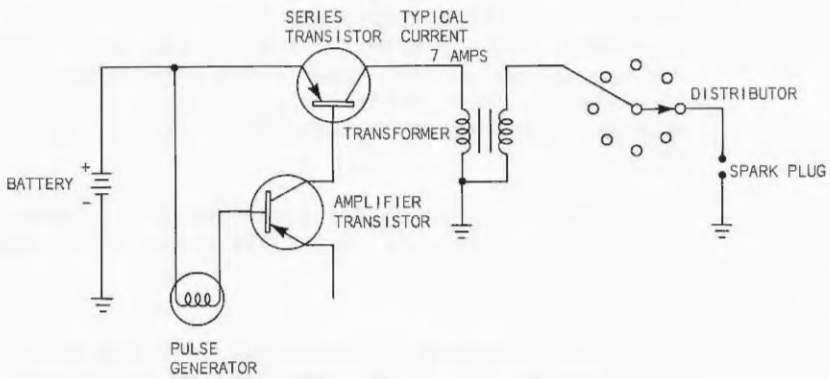 SERIES
TRANSISTOR
TYPICAL
CURRENT
7 AMPS
DISTRIBUTOR
TRANSFORMER
+
BATTERY
-
SPARK PLUG
AMPLIFIER
TRANSISTOR
PULSE
GENERATOR